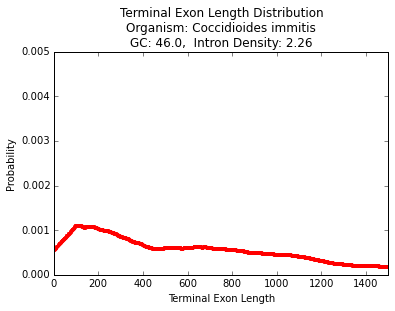 Terminal Exon Length Distribution
Organism: Coccidioides immitis
GC: 46.0,  Intron Density: 2.26
0.005
0.004
0.003
0.002
0.001
0.000
Probability
0 200 400 600 800 1000 1200 1400
Terminal Exon Length